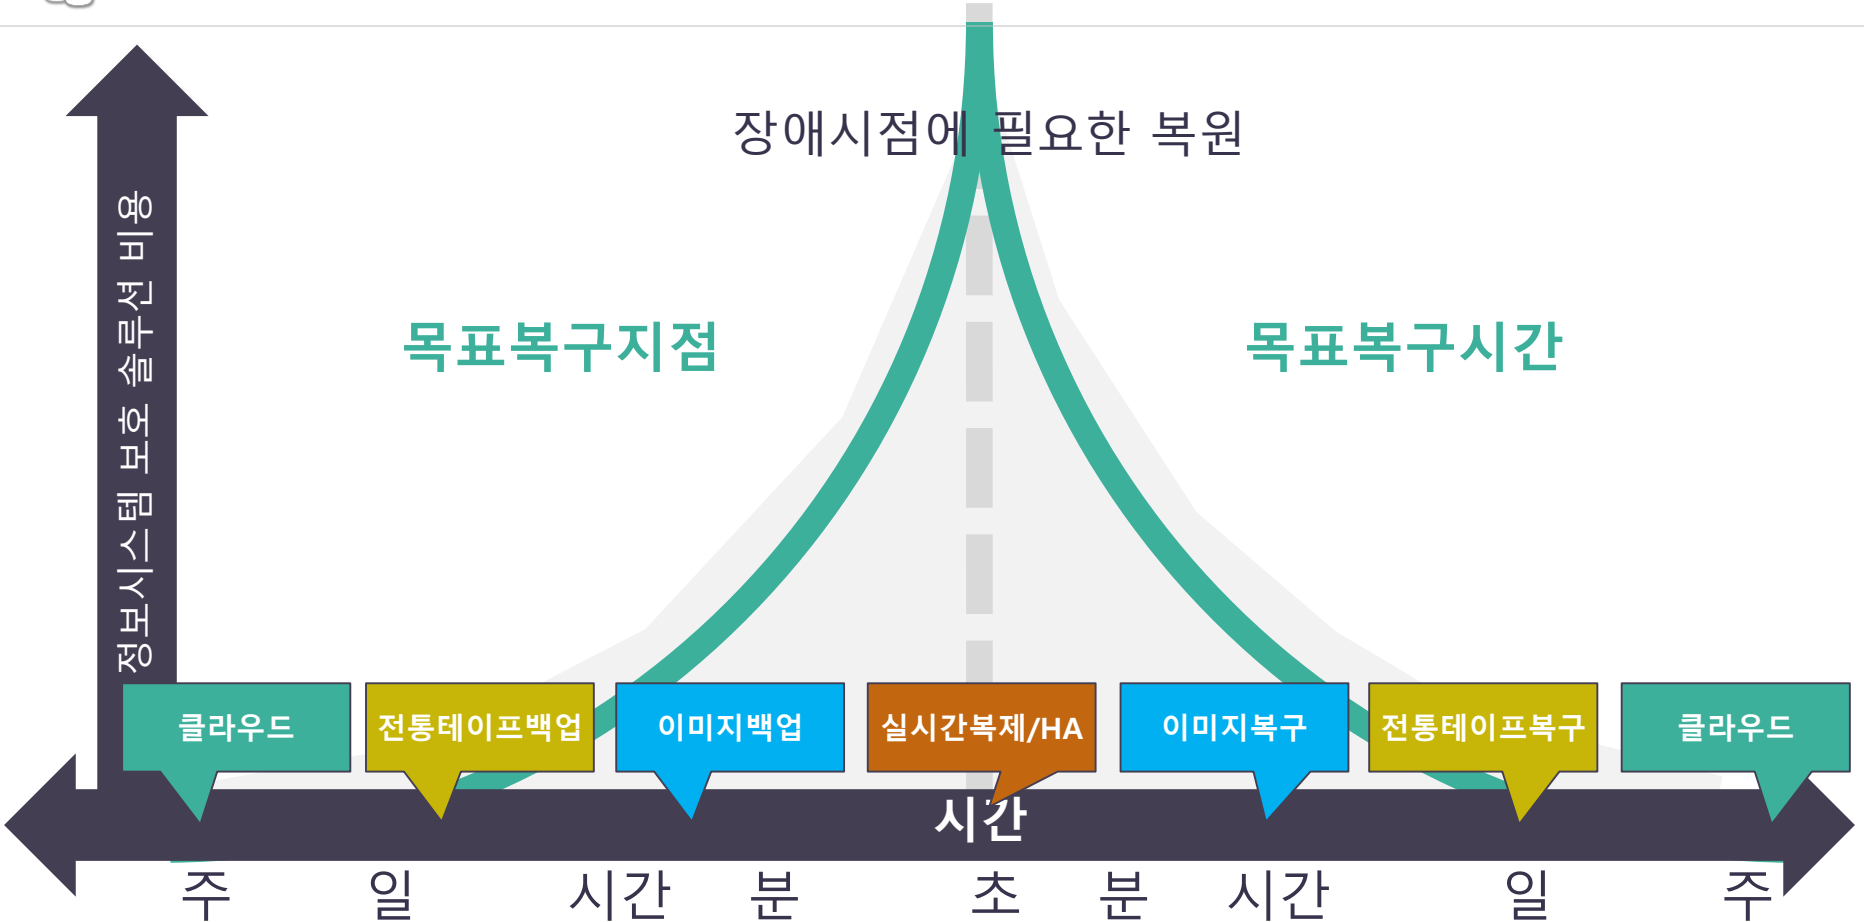 장애시점에 필요한 복원
정보시스템 보호 솔루션 비용
목표복구지점
목표복구시간
클라우드
전통테이프백업
이미지백업
실시간복제/HA
이미지복구
전통테이프복구
클라우드
시간
주 일 시간 분 초 분 시간 일 주